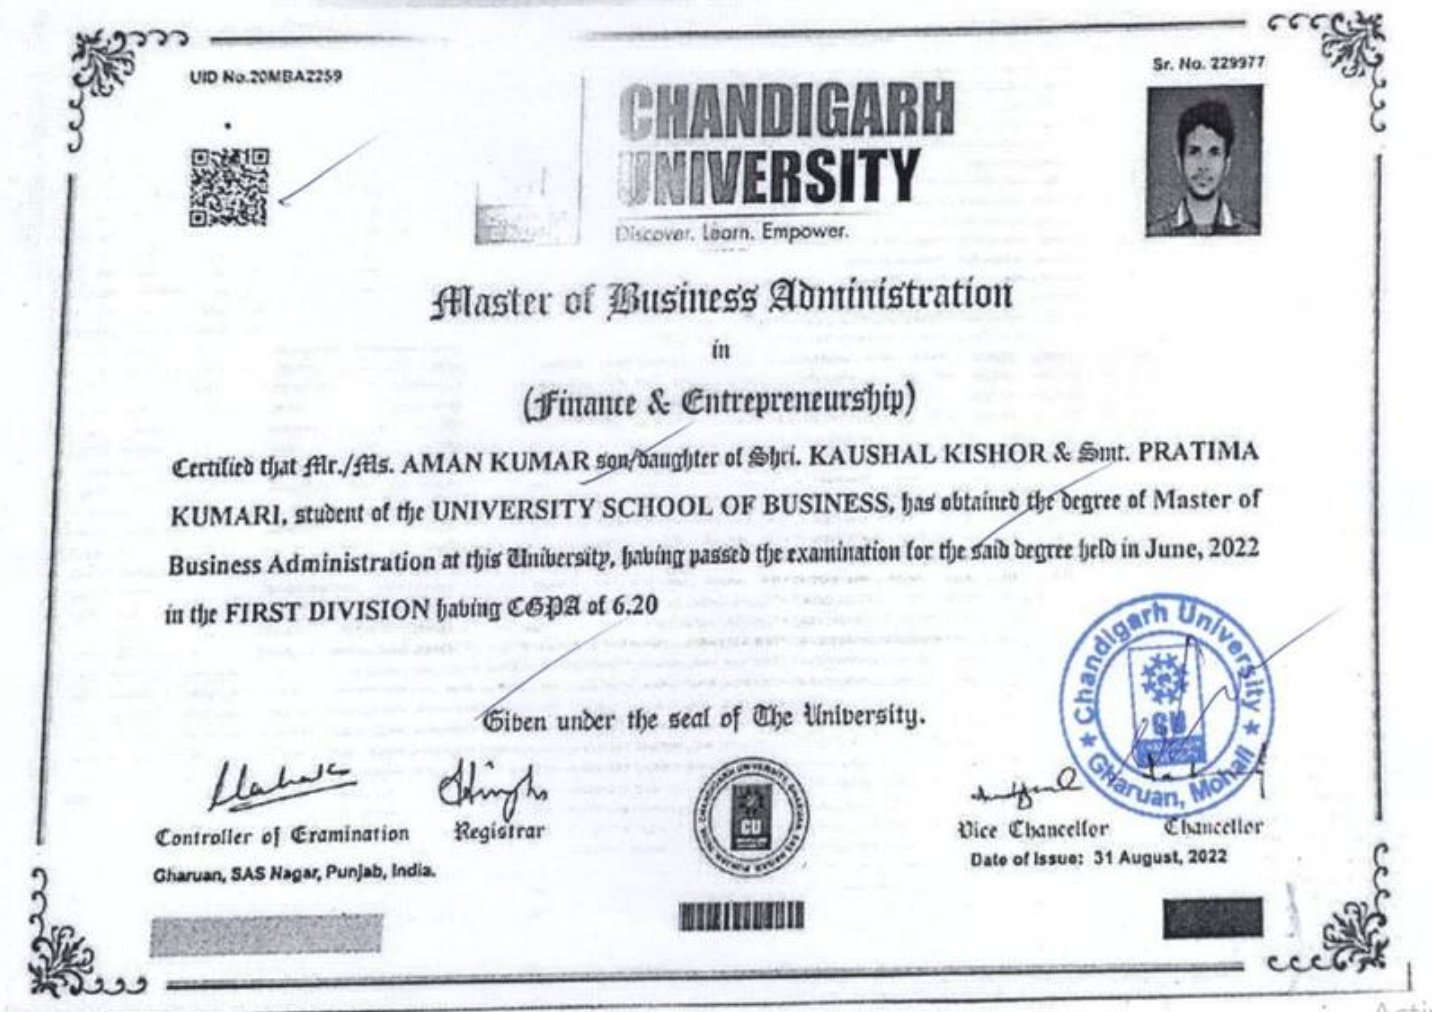 UID No.20MBA2259
Sr. No. 229977
CHANDIGARH
UNIVERSITY
Discover. Learn. Empower.
Master of Business Administration
in
(Finance & Entrepreneurship)
Certified that Mr./Ms. AMAN KUMAR son/daughter of Shri. KAUSHAL KISHOR & Smt. PRATIMA
KUMARI, student of the UNIVERSITY SCHOOL OF BUSINESS, has obtained the degree of Master of
Business Administration at this University, having passed the examination for the said degree held in June, 2022
in the FIRST DIVISION having CGPA of 6.20
Chandigarh University
CU
Gharuan, Mohali
Given under the seal of The University.
CU
Controller of Examination
Registrar
Vice Chancellor
Chancellor
Gharuan, SAS Nagar, Punjab, India.
Date of Issue: 31 August, 2022